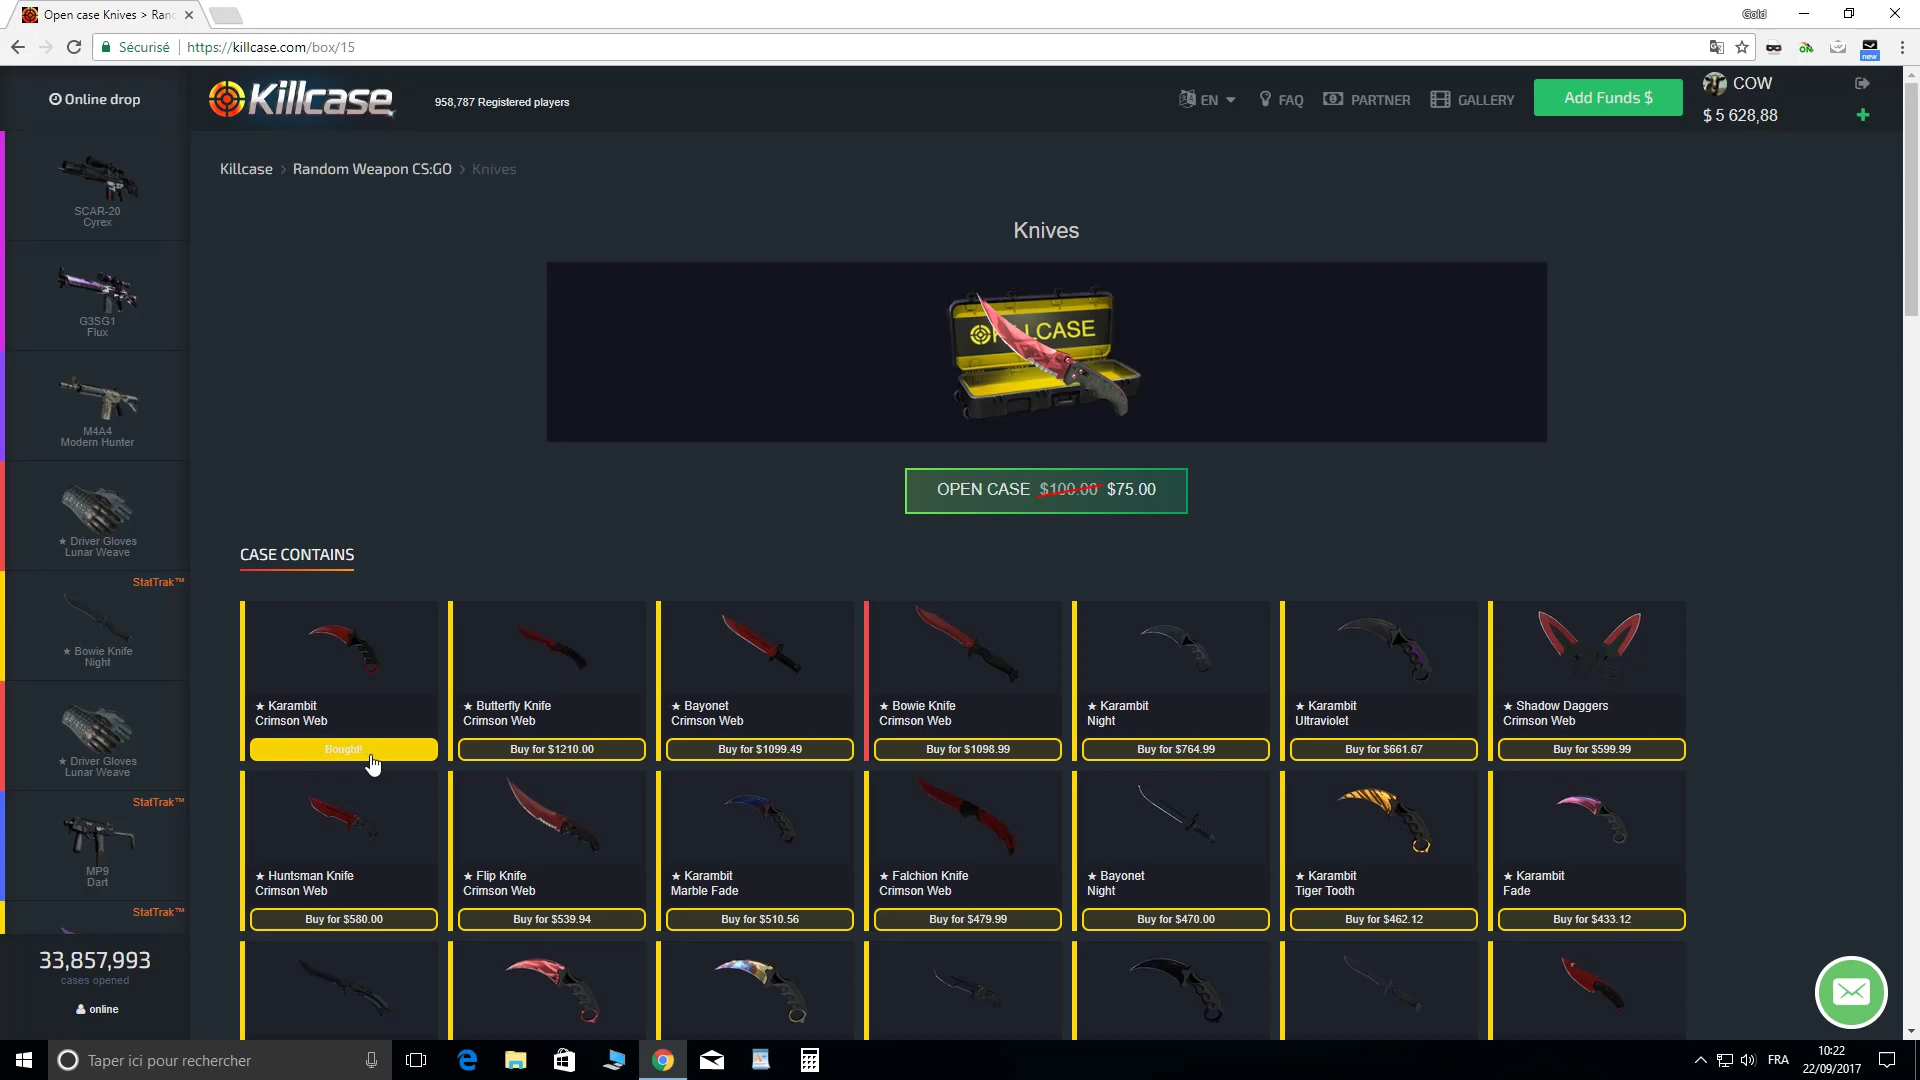 Open case Knives > Ran
Gold
Sécurisé
https://killcase.com/box/15
new
Online drop
Killcase
958,787 Registered players
EN
FAQ
PARTNER
GALLERY
Add Funds $
COW
$ 5 628,88
Killcase > Random Weapon CS:GO > Knives
SCAR-20
Cyrex
G3SG1
Flux
M4A4
Modern Hunter
★ Driver Gloves
Lunar Weave
StatTrak™
★ Bowie Knife
Night
★ Driver Gloves
Lunar Weave
StatTrak™
MP9
Dart
StatTrak™
33,857,993
cases opened
online
Knives
OPEN CASE $100.00 $75.00
CASE CONTAINS
★ Karambit
Crimson Web
Bought!
★ Butterfly Knife
Crimson Web
Buy for $1210.00
★ Bayonet
Crimson Web
Buy for $1099.49
★ Bowie Knife
Crimson Web
Buy for $1098.99
★ Karambit
Night
Buy for $764.99
★ Karambit
Ultraviolet
Buy for $661.67
★ Shadow Daggers
Crimson Web
Buy for $599.99
★ Huntsman Knife
Crimson Web
Buy for $580.00
★ Flip Knife
Crimson Web
Buy for $539.94
★ Karambit
Marble Fade
Buy for $510.56
★ Falchion Knife
Crimson Web
Buy for $479.99
★ Bayonet
Night
Buy for $470.00
★ Karambit
Tiger Tooth
Buy for $462.12
★ Karambit
Fade
Buy for $433.12
Taper ici pour rechercher
FRA
10:22
22/09/2017